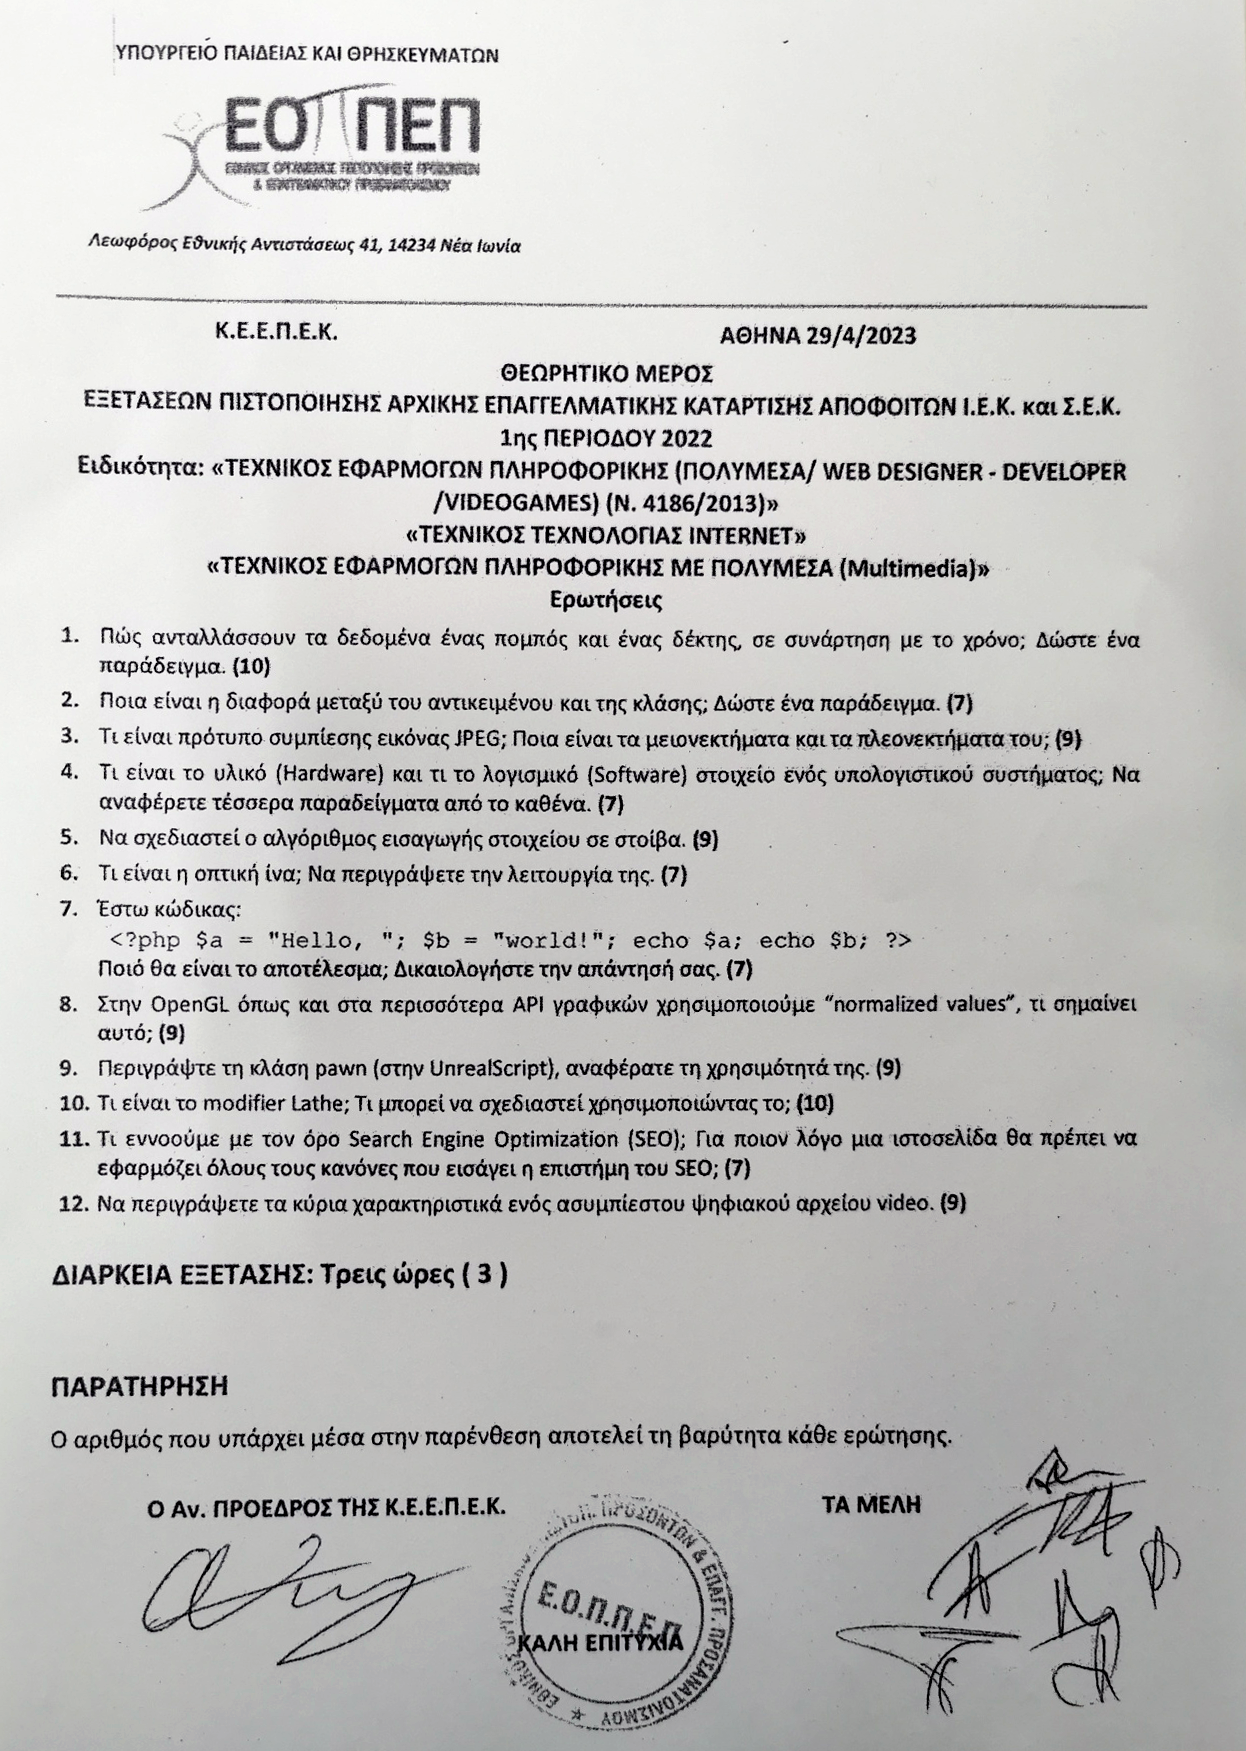 ΥΠΟΥΡΓΕΙΟ ΠΑΙΔΕΙΑΣ ΚΑΙ ΘΡΗΣΚΕΥΜΑΤΩΝ
ΕΟΠΠΕΠ
ΕΘΝΙΚΟΣ ΟΡΓΑΝΙΣΜΟΣ ΠΙΣΤΟΠΟΙΗΣΗΣ ΠΡΟΣΟΝΤΩΝ
& ΕΠΑΓΓΕΛΜΑΤΙΚΟΥ ΠΡΟΣΑΝΑΤΟΛΙΣΜΟΥ
Λεωφόρος Εθνικής Αντιστάσεως 41, 14234 Νέα Ιωνία
Κ.Ε.Ε.Π.Ε.Κ. ΑΘΗΝΑ 29/4/2023
ΘΕΩΡΗΤΙΚΟ ΜΕΡΟΣ
ΕΞΕΤΑΣΕΩΝ ΠΙΣΤΟΠΟΙΗΣΗΣ ΑΡΧΙΚΗΣ ΕΠΑΓΓΕΛΜΑΤΙΚΗΣ ΚΑΤΑΡΤΙΣΗΣ ΑΠΟΦΟΙΤΩΝ Ι.Ε.Κ. και Σ.Ε.Κ.
1ης ΠΕΡΙΟΔΟΥ 2022
Ειδικότητα: «ΤΕΧΝΙΚΟΣ ΕΦΑΡΜΟΓΩΝ ΠΛΗΡΟΦΟΡΙΚΗΣ (ΠΟΛΥΜΕΣΑ/ WEB DESIGNER - DEVELOPER
/VIDEOGAMES) (Ν. 4186/2013)»
«ΤΕΧΝΙΚΟΣ ΤΕΧΝΟΛΟΓΙΑΣ INTERNET»
«ΤΕΧΝΙΚΟΣ ΕΦΑΡΜΟΓΩΝ ΠΛΗΡΟΦΟΡΙΚΗΣ ΜΕ ΠΟΛΥΜΕΣΑ (Multimedia)»
Ερωτήσεις
1. Πώς ανταλλάσσουν τα δεδομένα ένας πομπός και ένας δέκτης, σε συνάρτηση με το χρόνο; Δώστε ένα
παράδειγμα. (10)
2. Ποια είναι η διαφορά μεταξύ του αντικειμένου και της κλάσης; Δώστε ένα παράδειγμα. (7)
3. Τι είναι πρότυπο συμπίεσης εικόνας JPEG; Ποια είναι τα μειονεκτήματα και τα πλεονεκτήματα του; (9)
4. Τι είναι το υλικό (Hardware) και τι το λογισμικό (Software) στοιχείο ενός υπολογιστικού συστήματος; Να
αναφέρετε τέσσερα παραδείγματα από το καθένα. (7)
5. Να σχεδιαστεί ο αλγόριθμος εισαγωγής στοιχείου σε στοίβα. (9)
6. Τι είναι η οπτική ίνα; Να περιγράψετε την λειτουργία της. (7)
7. Έστω κώδικας:
<?php $a = "Hello, "; $b = "world!"; echo $a; echo $b; ?>
Ποιό θα είναι το αποτέλεσμα; Δικαιολογήστε την απάντησή σας. (7)
8. Στην OpenGL όπως και στα περισσότερα API γραφικών χρησιμοποιούμε “normalized values”, τι σημαίνει
αυτό; (9)
9. Περιγράψτε τη κλάση pawn (στην UnrealScript), αναφέρατε τη χρησιμότητά της. (9)
10. Τι είναι το modifier Lathe; Τι μπορεί να σχεδιαστεί χρησιμοποιώντας το; (10)
11. Τι εννοούμε με τον όρο Search Engine Optimization (SEO); Για ποιον λόγο μια ιστοσελίδα θα πρέπει να
εφαρμόζει όλους τους κανόνες που εισάγει η επιστήμη του SEO; (7)
12. Να περιγράψετε τα κύρια χαρακτηριστικά ενός ασυμπίεστου ψηφιακού αρχείου video. (9)
ΔΙΑΡΚΕΙΑ ΕΞΕΤΑΣΗΣ: Τρεις ώρες ( 3 )
ΠΑΡΑΤΗΡΗΣΗ
Ο αριθμός που υπάρχει μέσα στην παρένθεση αποτελεί τη βαρύτητα κάθε ερώτησης.
Ο Αν. ΠΡΟΕΔΡΟΣ ΤΗΣ Κ.Ε.Ε.Π.Ε.Κ. ΤΑ ΜΕΛΗ
ΠΡΟΣΟΝΤΩΝ & ΕΠΑΓΓ. ΠΡΟΣΑΝΑΤΟΛΙΣΜΟΥ
Ε.Ο.Π.Π.Ε.Π
ΚΑΛΗ ΕΠΙΤΥΧΙΑ